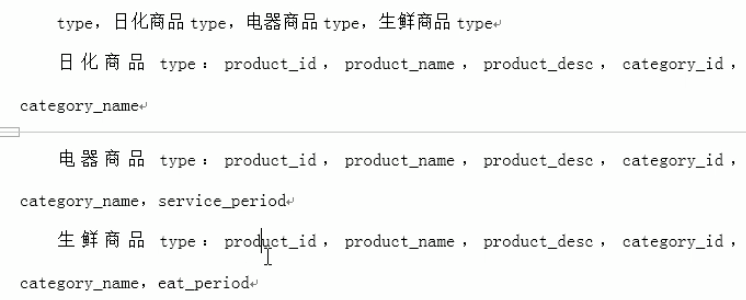 type，日化商品 type，电器商品 type，生鲜商品 type
日化商品 type：product_id，product_name，product_desc，category_id，
category_name
电器商品 type：product_id，product_name，product_desc，category_id，
category_name，service_period
生鲜商品 type：product_id，product_name，product_desc，category_id，
category_name，eat_period